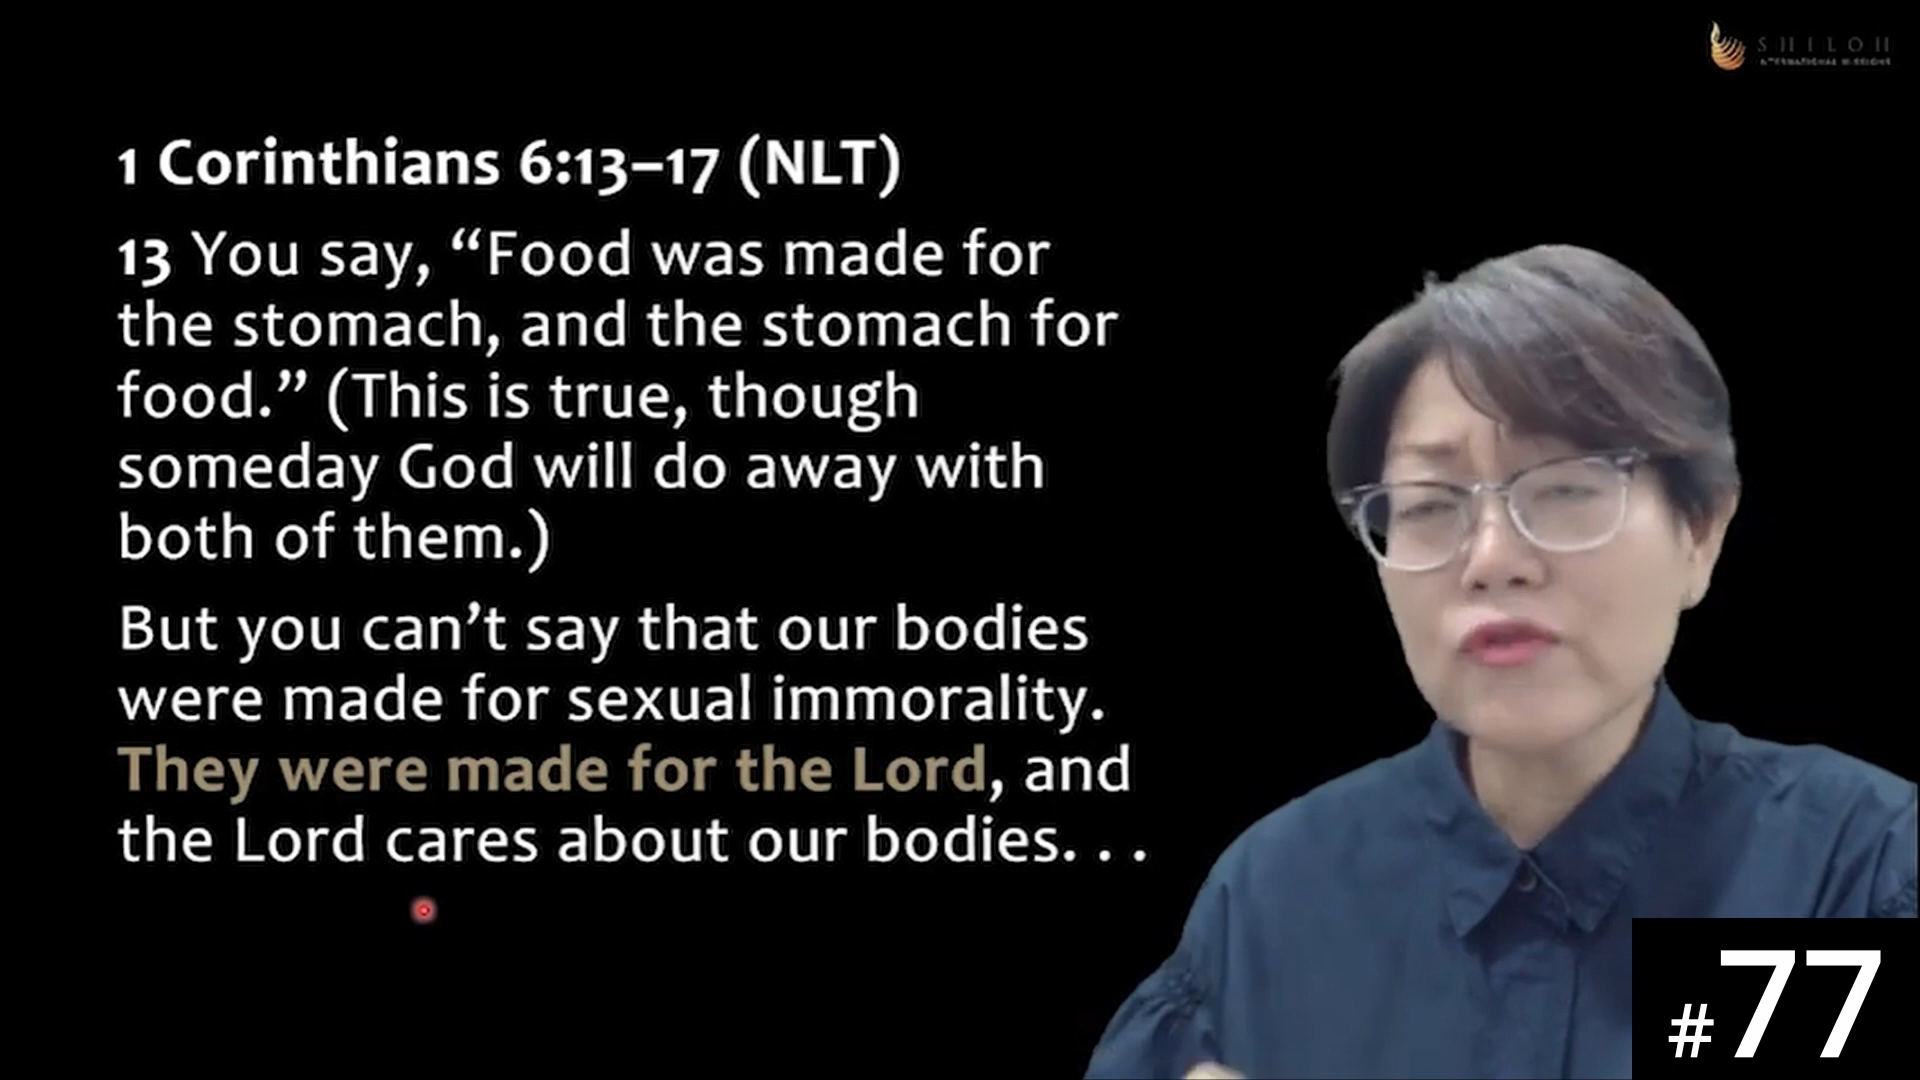 SHILOH
INTERNATIONAL MISSIONS
1 Corinthians 6:13–17 (NLT)
13 You say, “Food was made for
the stomach, and the stomach for
food.” (This is true, though
someday God will do away with
both of them.)
But you can’t say that our bodies
were made for sexual immorality.
They were made for the Lord, and
the Lord cares about our bodies. . .
#77